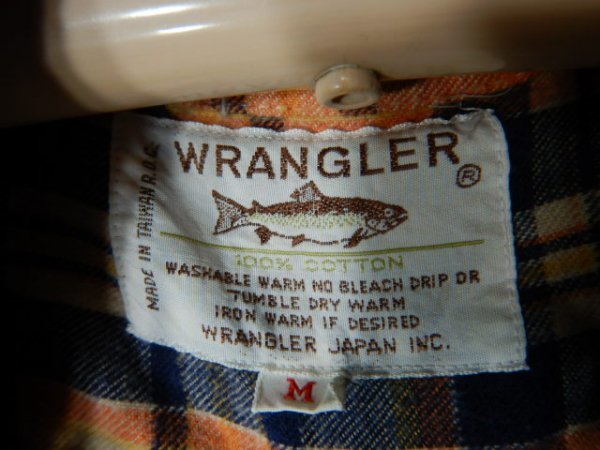 WRANGLER
®
100% COTTON
WASHABLE WARM NO BLEACH DRIP OR
TUMBLE DRY WARM
IRON WARM IF DESIRED
WRANGLER JAPAN INC.
MADE IN TAIWAN R.O.C.
M